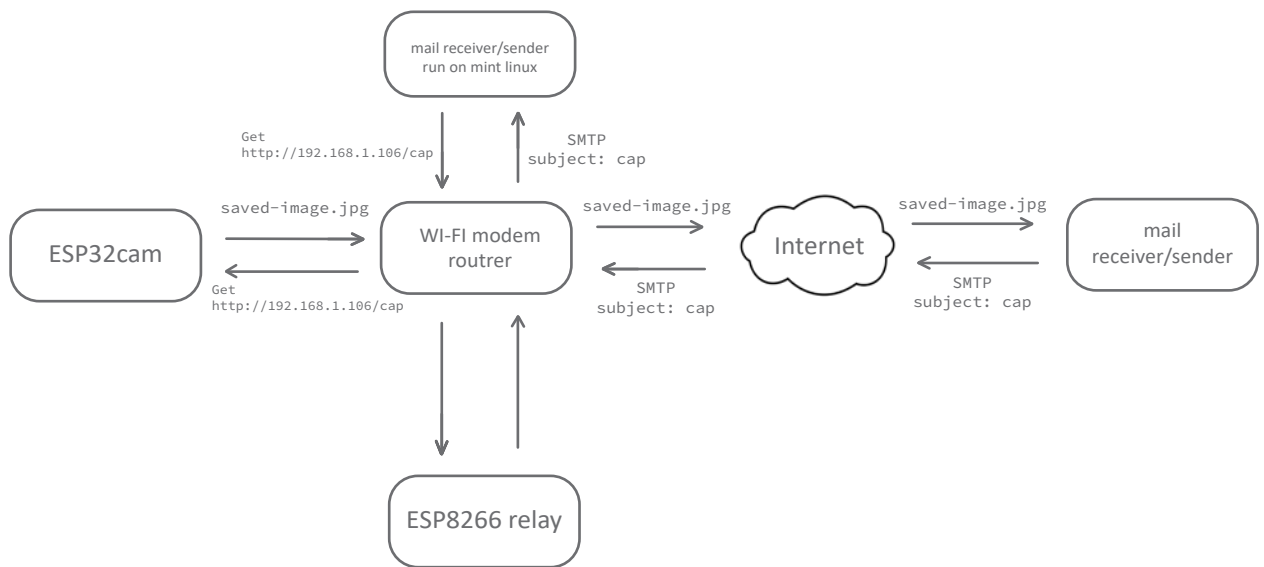 mail receiver/sender
run on mint linux
Get
http://192.168.1.106/cap
SMTP
subject: cap
saved-image.jpg
ESP32cam
Get
http://192.168.1.106/cap
WI-FI modem
routrer
saved-image.jpg
SMTP
subject: cap
Internet
saved-image.jpg
SMTP
subject: cap
mail
receiver/sender
ESP8266 relay